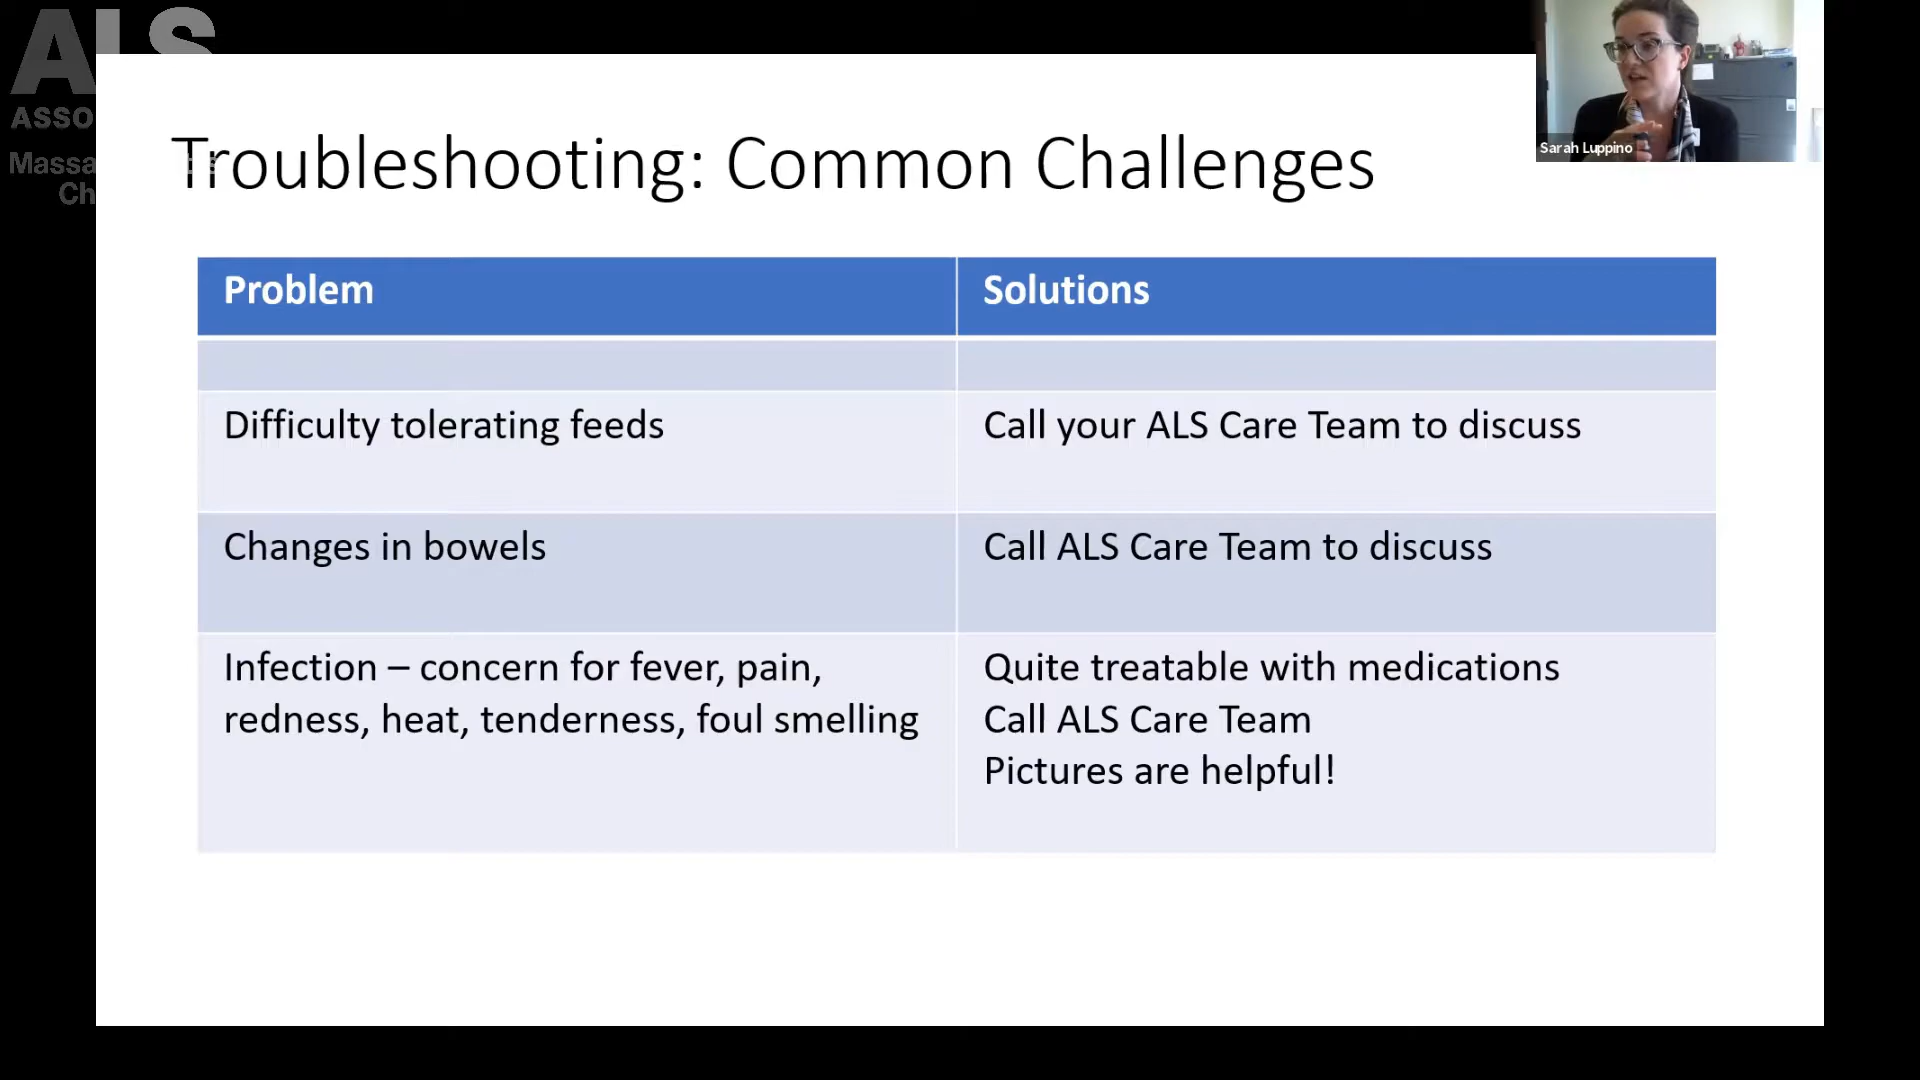 ALS
ASSO
Massa
Ch
Sarah Luppino
Troubleshooting: Common Challenges
Problem
Solutions
Difficulty tolerating feeds
Call your ALS Care Team to discuss
Changes in bowels
Call ALS Care Team to discuss
Infection – concern for fever, pain,
redness, heat, tenderness, foul smelling
Quite treatable with medications
Call ALS Care Team
Pictures are helpful!